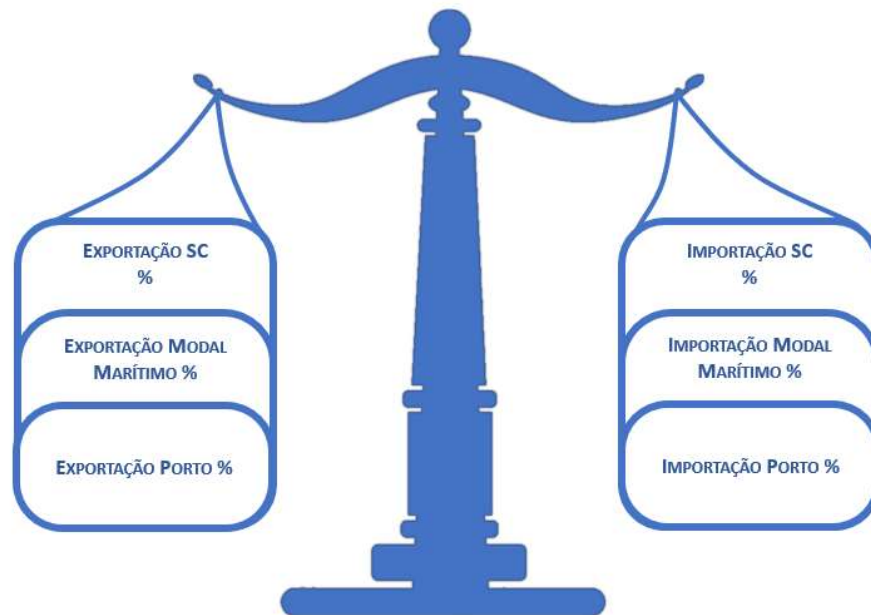 EXPORTAÇÃO SC
%
EXPORTAÇÃO MODAL
MARÍTIMO %
EXPORTAÇÃO PORTO %
IMPORTAÇÃO SC
%
IMPORTAÇÃO MODAL
MARÍTIMO %
IMPORTAÇÃO PORTO %